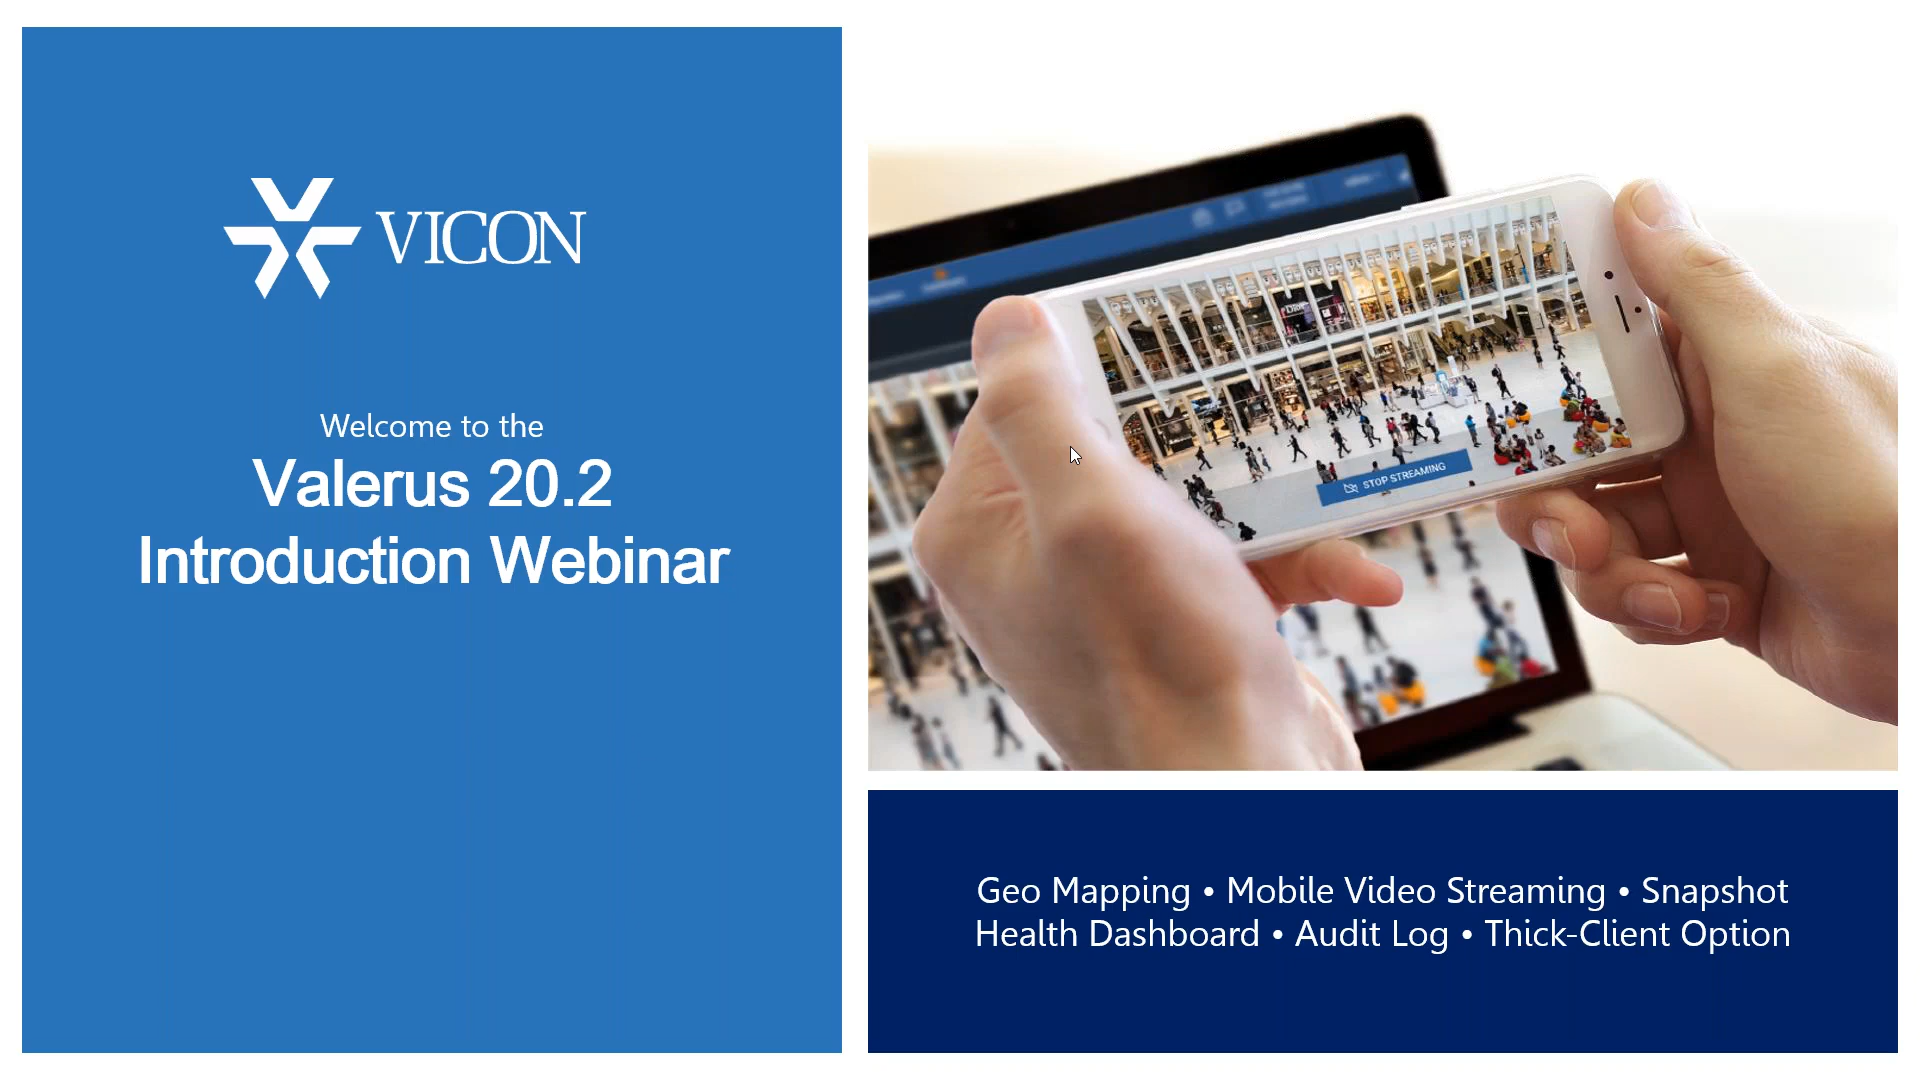 VICON
Welcome to the
Valerus 20.2
Introduction Webinar
Dior
STOP STREAMING
Geo Mapping • Mobile Video Streaming • Snapshot
Health Dashboard • Audit Log • Thick-Client Option